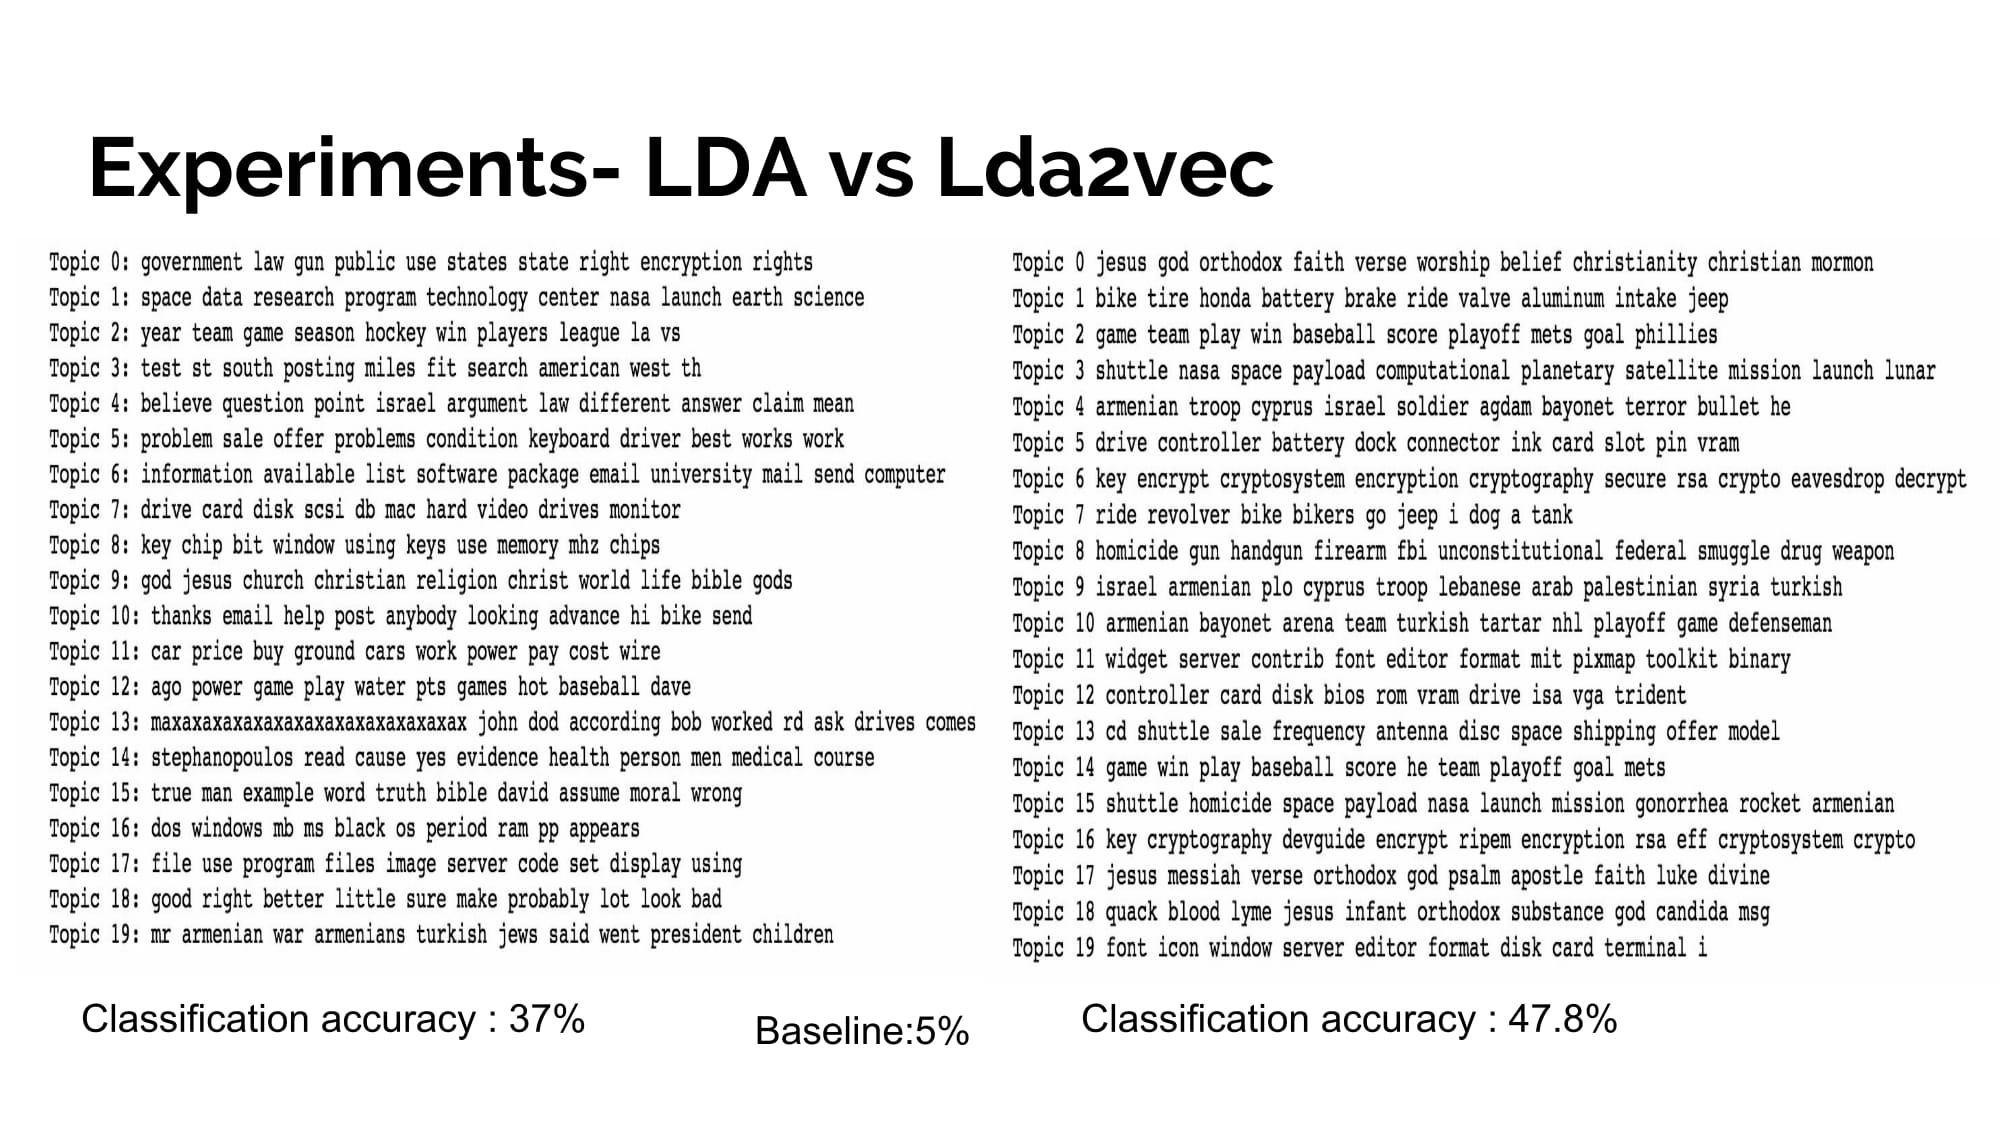 Experiments- LDA vs Lda2vec
Topic 0: government law gun public use states state right encryption rights
Topic 1: space data research program technology center nasa launch earth science
Topic 2: year team game season hockey win players league la vs
Topic 3: test st south posting miles fit search american west th
Topic 4: believe question point israel argument law different answer claim mean
Topic 5: problem sale offer problems condition keyboard driver best works work
Topic 6: information available list software package email university mail send computer
Topic 7: drive card disk scsi db mac hard video drives monitor
Topic 8: key chip bit window using keys use memory mhz chips
Topic 9: god jesus church christian religion christ world life bible gods
Topic 10: thanks email help post anybody looking advance hi bike send
Topic 11: car price buy ground cars work power pay cost wire
Topic 12: ago power game play water pts games hot baseball dave
Topic 13: maxaxaxaxaxaxaxaxaxaxaxaxaxaxax john dod according bob worked rd ask drives comes
Topic 14: stephanopoulos read cause yes evidence health person men medical course
Topic 15: true man example word truth bible david assume moral wrong
Topic 16: dos windows mb ms black os period ram pp appears
Topic 17: file use program files image server code set display using
Topic 18: good right better little sure make probably lot look bad
Topic 19: mr armenian war armenians turkish jews said went president children
Classification accuracy : 37%
Baseline:5%
Topic 0 jesus god orthodox faith verse worship belief christianity christian mormon
Topic 1 bike tire honda battery brake ride valve aluminum intake jeep
Topic 2 game team play win baseball score playoff mets goal phillies
Topic 3 shuttle nasa space payload computational planetary satellite mission launch lunar
Topic 4 armenian troop cyprus israel soldier agdam bayonet terror bullet he
Topic 5 drive controller battery dock connector ink card slot pin vram
Topic 6 key encrypt cryptosystem encryption cryptography secure rsa crypto eavesdrop decrypt
Topic 7 ride revolver bike bikers go jeep i dog a tank
Topic 8 homicide gun handgun firearm fbi unconstitutional federal smuggle drug weapon
Topic 9 israel armenian plo cyprus troop lebanese arab palestinian syria turkish
Topic 10 armenian bayonet arena team turkish tartar nhl playoff game defenseman
Topic 11 widget server contrib font editor format mit pixmap toolkit binary
Topic 12 controller card disk bios rom vram drive isa vga trident
Topic 13 cd shuttle sale frequency antenna disc space shipping offer model
Topic 14 game win play baseball score he team playoff goal mets
Topic 15 shuttle homicide space payload nasa launch mission gonorrhea rocket armenian
Topic 16 key cryptography devguide encrypt ripem encryption rsa eff cryptosystem crypto
Topic 17 jesus messiah verse orthodox god psalm apostle faith luke divine
Topic 18 quack blood lyme jesus infant orthodox substance god candida msg
Topic 19 font icon window server editor format disk card terminal i
Classification accuracy : 47.8%